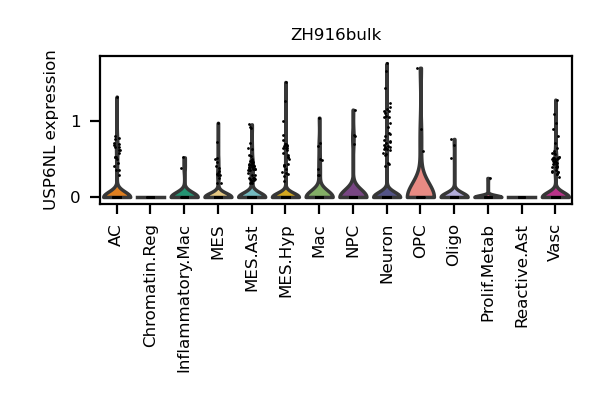 ZH916bulk
USP6NL expression
1
0
AC
Chromatin.Reg
Inflammatory.Mac
MES
MES.Ast
MES.Hyp
Mac
NPC
Neuron
OPC
Oligo
Prolif.Metab
Reactive.Ast
Vasc